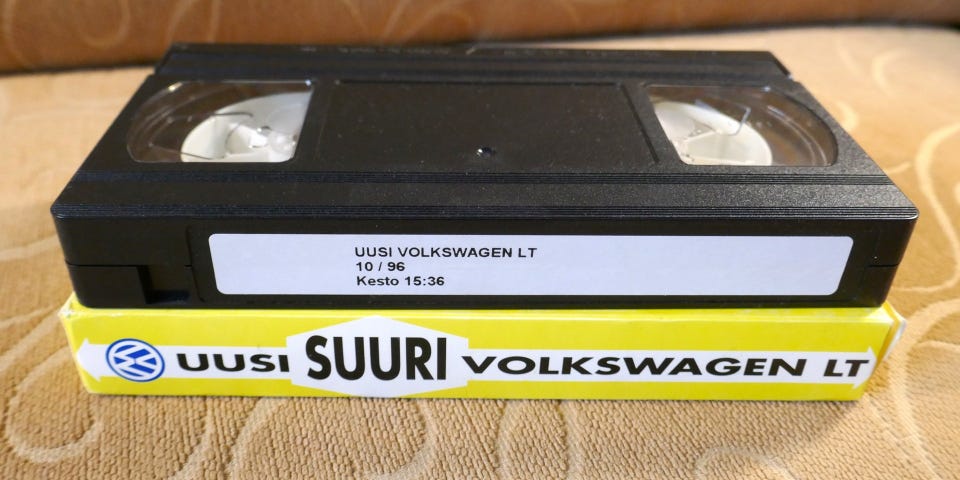 UUSI VOLKSWAGEN LT
10 / 96
Kesto 15:36
UUSI SUURI VOLKSWAGEN LT